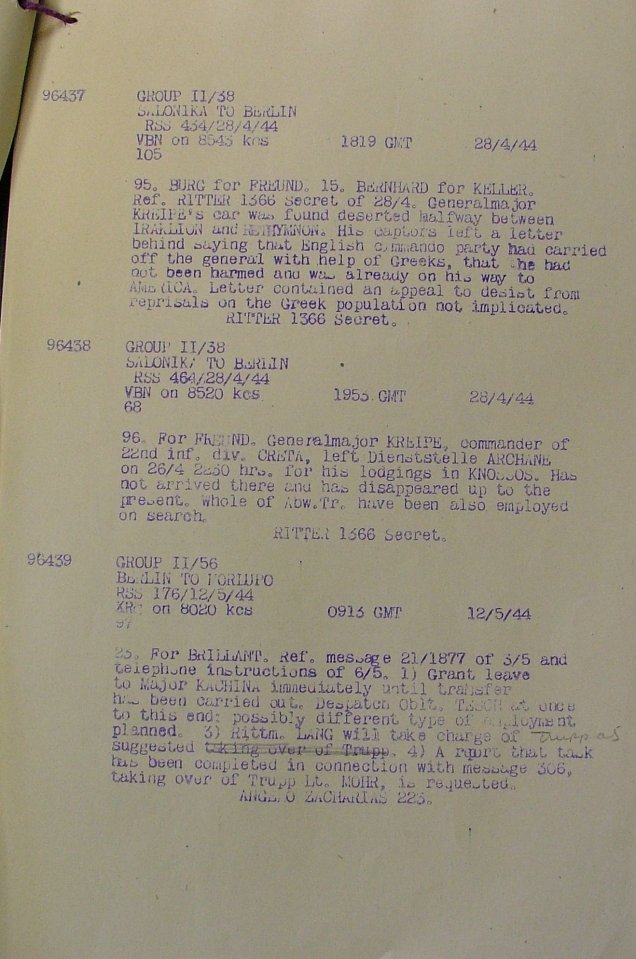 96437 GROUP II/38
SALONIKA TO BERLIN
RSS 434/28/4/44
VBN on 8543 kcs 1819 GMT 28/4/44
105
95. BURG for FREUND. 15. BERNHARD for KELLER.
Ref. RITTER 1366 Secret of 28/4. Generalmajor
KREIPE's car was found deserted halfway between
IRAKLION and RETHYMNON. His captors left a letter
behind saying that English commando party had carried
off the general with help of Greeks, that he had
not been harmed and was already on his way to
AMERICA. Letter contained an appeal to desist from
reprisals on the Greek population not implicated.
RITTER 1366 Secret.
96438 GROUP II/38
SALONIKA TO BERLIN
RSS 464/28/4/44
VBN on 8520 kcs 1953 GMT 28/4/44
68
96. For FREUND. Generalmajor KREIPE, commander of
22nd inf. div. CRETA, left Dienststelle ARCHANE
on 26/4 2230 hrs. for his lodgings in KNOSSOS. Has
not arrived there and has disappeared up to the
present. Whole of Abw.Tr. have been also employed
on search.
RITTER 1366 Secret.
96439 GROUP II/56
BERLIN TO
RSS 176/12/5/44
on 8020 kcs 0913 GMT 12/5/44
97
23. For BRILLANT. Ref. message 21/1877 of 3/5 and
telephone instructions of 6/5. 1) Grant leave
to Major KACHINA immediately until transfer
has been carried out. Despatch Oblt. TESCH at once
to this end: possibly different type of employment
planned. 3) Rittm. LANG will take charge of Trupp as
suggested taking over of Trupp. 4) A rport that task
has been completed in connection with message 306,
taking over of Trupp Lt. MOHR, is requested.
ANGELO ZACHARIAS 223.